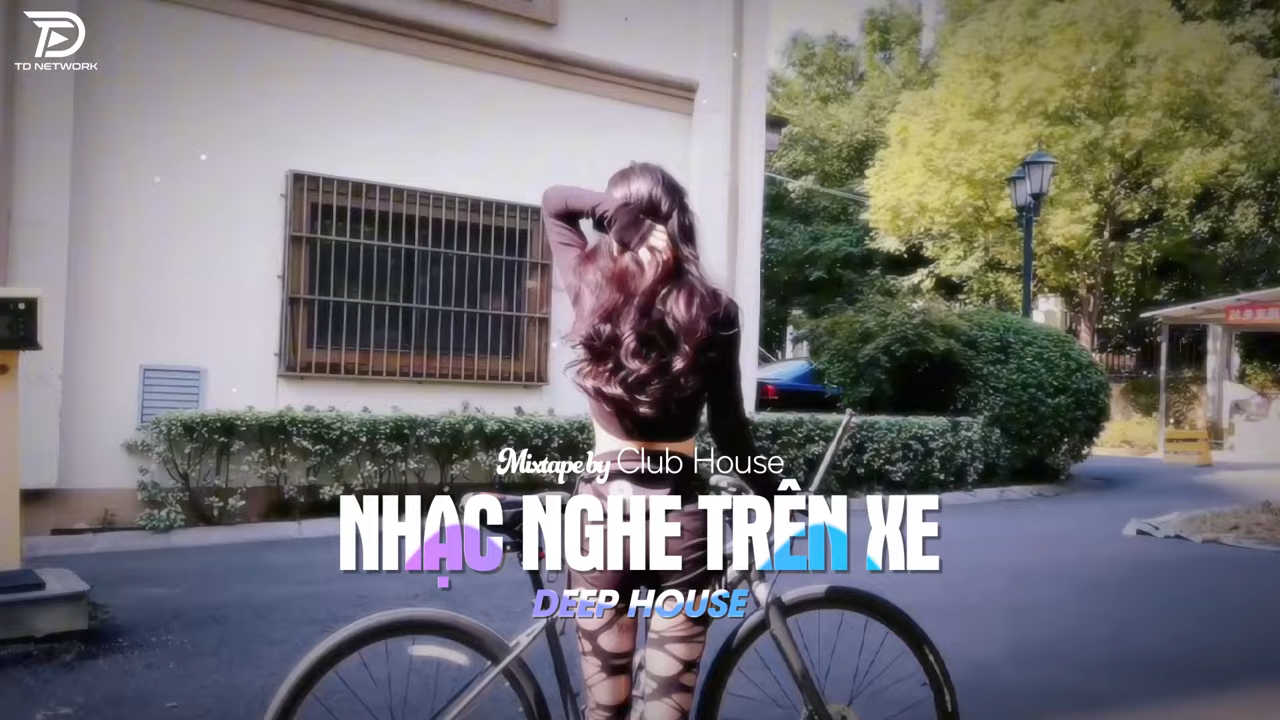 TD NETWORK
Mixtape by Club House
NHẠC NGHE TRÊN XE
DEEP HOUSE